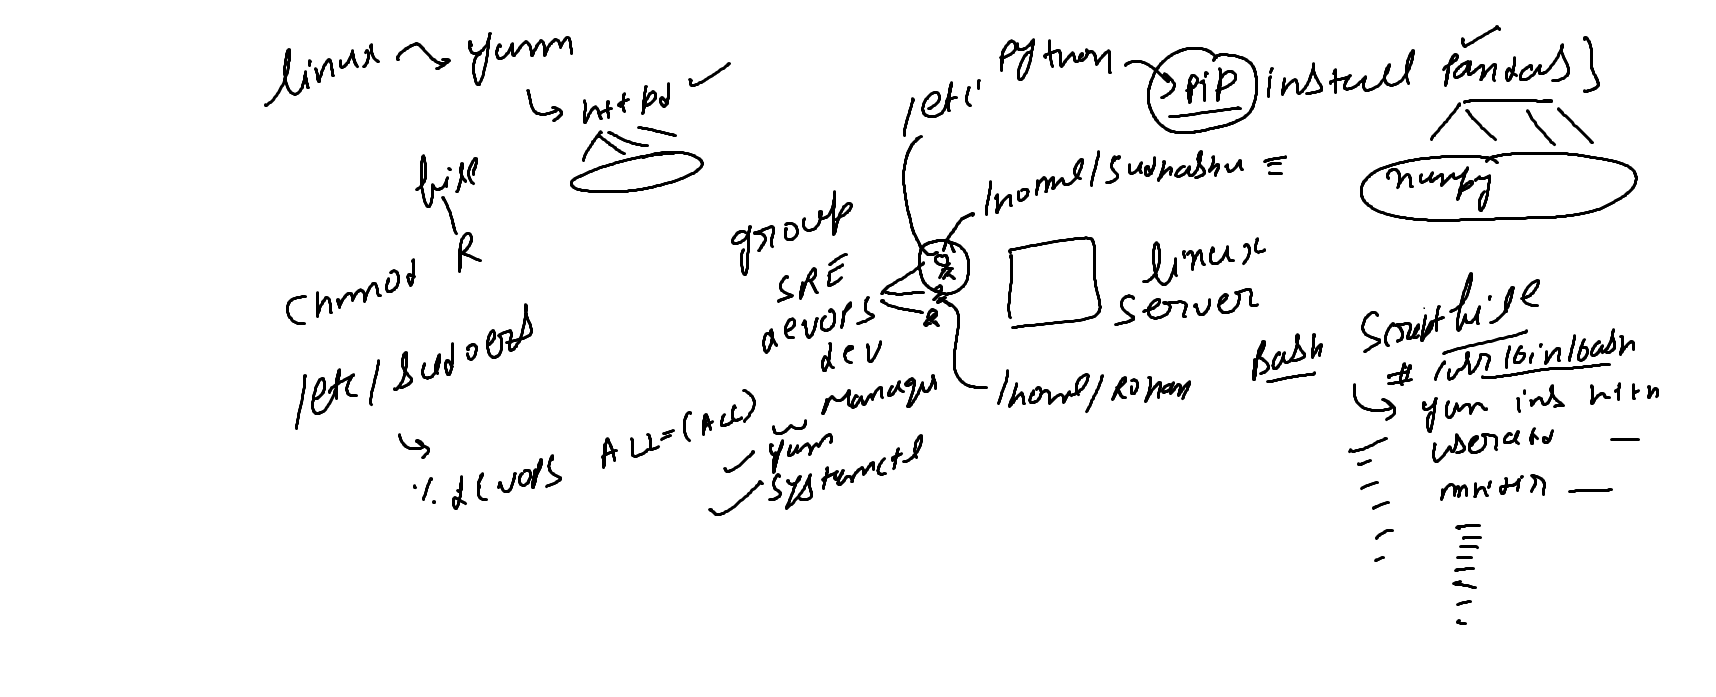 linux → yum
↳ httpd ✓
python → pip install pandas }
numpy
/etc
/home/sudhashu ≡
file
R
chmod
group
SRE
devops
dev
manager
linux
server
/home/rohan
/etc/sudoers
↳
% devops ALL=(ALL)
yum
systemctl
Bash Script file
# /usr/bin/bash
↳ yum ins http
useradd —
mkdir —